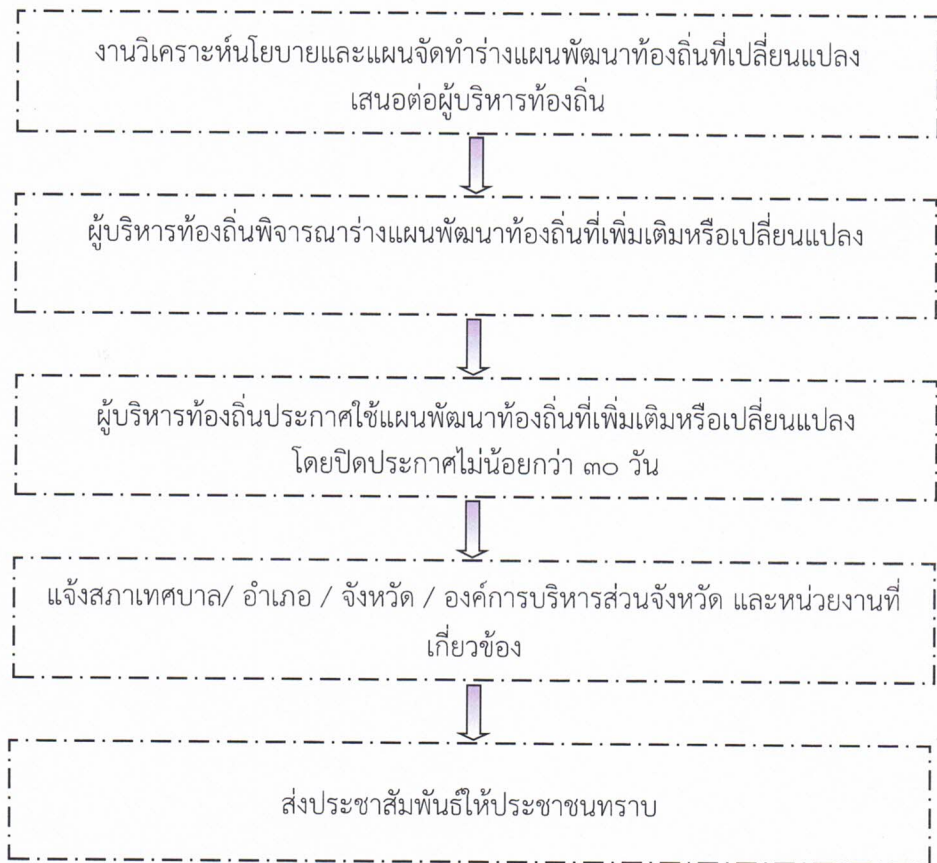 งานวิเคราะห์นโยบายและแผนจัดทำร่างแผนพัฒนาท้องถิ่นที่เปลี่ยนแปลง
เสนอต่อผู้บริหารท้องถิ่น
ผู้บริหารท้องถิ่นพิจารณาร่างแผนพัฒนาท้องถิ่นที่เพิ่มเติมหรือเปลี่ยนแปลง
ผู้บริหารท้องถิ่นประกาศใช้แผนพัฒนาท้องถิ่นที่เพิ่มเติมหรือเปลี่ยนแปลง
โดยปิดประกาศไม่น้อยกว่า ๓๐ วัน
แจ้งสภาเทศบาล/ อำเภอ / จังหวัด / องค์การบริหารส่วนจังหวัด และหน่วยงานที่
เกี่ยวข้อง
ส่งประชาสัมพันธ์ให้ประชาชนทราบ